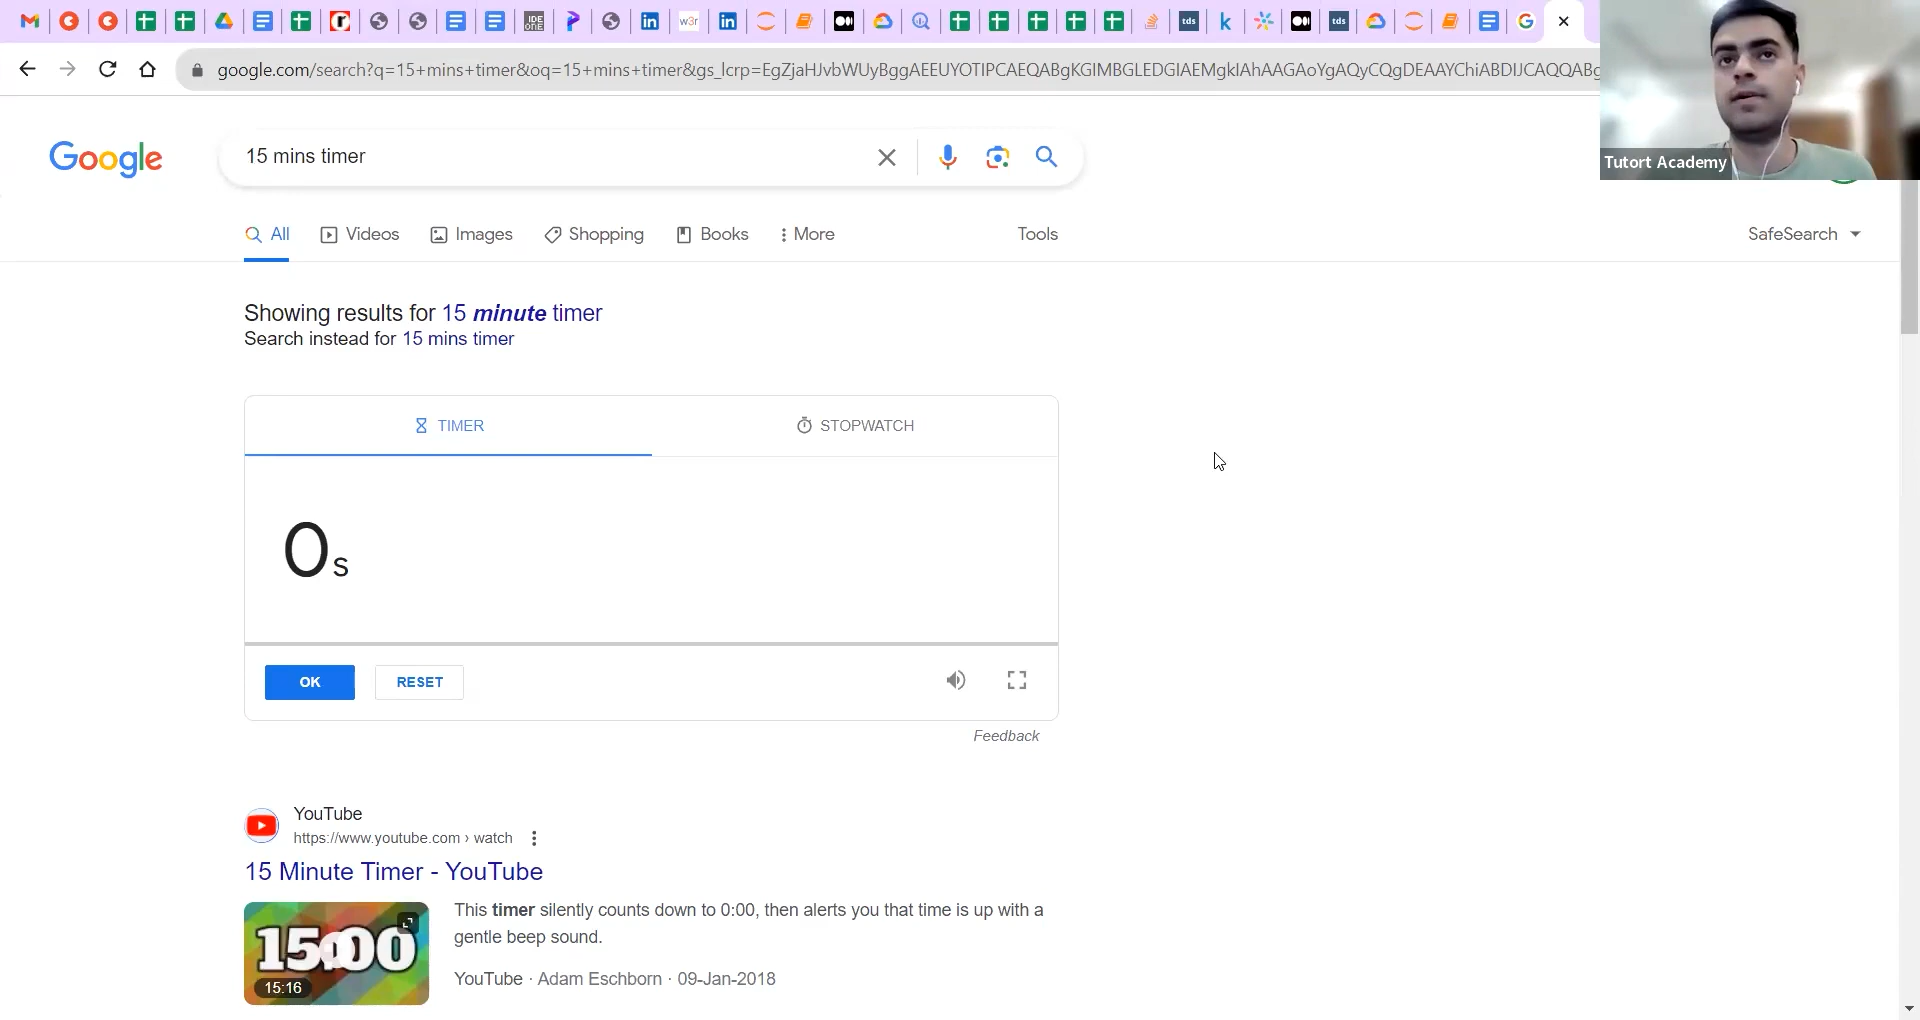 google.com/search?q=15+mins+timer&oq=15+mins+timer&gs_lcrp=
Tutort Academy
Google
15 mins timer
All
Videos
Images
Shopping
Books
More
Tools
SafeSearch
Showing results for 15 minute timer
Search instead for 15 mins timer
TIMER
STOPWATCH
0s
OK
RESET
Feedback
YouTube
https://www.youtube.com › watch
15 Minute Timer - YouTube
This timer silently counts down to 0:00, then alerts you that time is up with a
gentle beep sound.
15:16
YouTube · Adam Eschborn · 09-Jan-2018